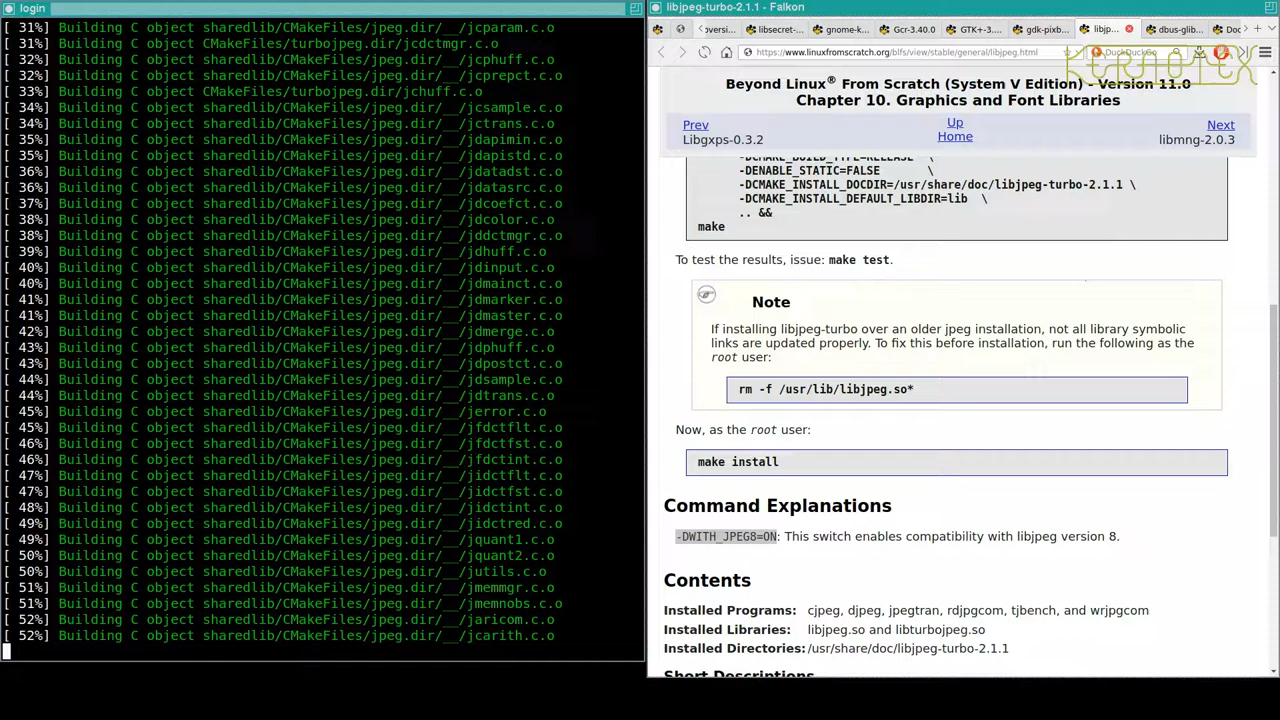 login
[ 31%] Building C object sharedlib/CMakeFiles/jpeg.dir/__/jcparam.c.o
[ 31%] Building C object CMakeFiles/turbojpeg.dir/jcdctmgr.c.o
[ 32%] Building C object sharedlib/CMakeFiles/jpeg.dir/__/jcphuff.c.o
[ 32%] Building C object sharedlib/CMakeFiles/jpeg.dir/__/jcprepct.c.o
[ 33%] Building C object CMakeFiles/turbojpeg.dir/jchuff.c.o
[ 34%] Building C object sharedlib/CMakeFiles/jpeg.dir/__/jcsample.c.o
[ 34%] Building C object sharedlib/CMakeFiles/jpeg.dir/__/jctrans.c.o
[ 35%] Building C object sharedlib/CMakeFiles/jpeg.dir/__/jdapimin.c.o
[ 35%] Building C object sharedlib/CMakeFiles/jpeg.dir/__/jdapistd.c.o
[ 36%] Building C object sharedlib/CMakeFiles/jpeg.dir/__/jdatadst.c.o
[ 36%] Building C object sharedlib/CMakeFiles/jpeg.dir/__/jdatasrc.c.o
[ 37%] Building C object sharedlib/CMakeFiles/jpeg.dir/__/jdcoefct.c.o
[ 38%] Building C object sharedlib/CMakeFiles/jpeg.dir/__/jdcolor.c.o
[ 38%] Building C object sharedlib/CMakeFiles/jpeg.dir/__/jddctmgr.c.o
[ 39%] Building C object sharedlib/CMakeFiles/jpeg.dir/__/jdhuff.c.o
[ 40%] Building C object sharedlib/CMakeFiles/jpeg.dir/__/jdinput.c.o
[ 40%] Building C object sharedlib/CMakeFiles/jpeg.dir/__/jdmainct.c.o
[ 41%] Building C object sharedlib/CMakeFiles/jpeg.dir/__/jdmarker.c.o
[ 41%] Building C object sharedlib/CMakeFiles/jpeg.dir/__/jdmaster.c.o
[ 42%] Building C object sharedlib/CMakeFiles/jpeg.dir/__/jdmerge.c.o
[ 43%] Building C object sharedlib/CMakeFiles/jpeg.dir/__/jdphuff.c.o
[ 43%] Building C object sharedlib/CMakeFiles/jpeg.dir/__/jdpostct.c.o
[ 44%] Building C object sharedlib/CMakeFiles/jpeg.dir/__/jdsample.c.o
[ 44%] Building C object sharedlib/CMakeFiles/jpeg.dir/__/jdtrans.c.o
[ 45%] Building C object sharedlib/CMakeFiles/jpeg.dir/__/jerror.c.o
[ 45%] Building C object sharedlib/CMakeFiles/jpeg.dir/__/jfdctflt.c.o
[ 46%] Building C object sharedlib/CMakeFiles/jpeg.dir/__/jfdctfst.c.o
[ 46%] Building C object sharedlib/CMakeFiles/jpeg.dir/__/jfdctint.c.o
[ 47%] Building C object sharedlib/CMakeFiles/jpeg.dir/__/jidctflt.c.o
[ 47%] Building C object sharedlib/CMakeFiles/jpeg.dir/__/jidctfst.c.o
[ 48%] Building C object sharedlib/CMakeFiles/jpeg.dir/__/jidctint.c.o
[ 49%] Building C object sharedlib/CMakeFiles/jpeg.dir/__/jidctred.c.o
[ 49%] Building C object sharedlib/CMakeFiles/jpeg.dir/__/jquant1.c.o
[ 50%] Building C object sharedlib/CMakeFiles/jpeg.dir/__/jquant2.c.o
[ 50%] Building C object sharedlib/CMakeFiles/jpeg.dir/__/jutils.c.o
[ 51%] Building C object sharedlib/CMakeFiles/jpeg.dir/__/jmemmgr.c.o
[ 51%] Building C object sharedlib/CMakeFiles/jpeg.dir/__/jmemnobs.c.o
[ 52%] Building C object sharedlib/CMakeFiles/jpeg.dir/__/jaricom.c.o
[ 52%] Building C object sharedlib/CMakeFiles/jpeg.dir/__/jcarith.c.o
libjpeg-turbo-2.1.1 - Falkon
oversi... libsecret-... gnome-k... Gcr-3.40.0 GTK+-3.... gdk-pixb... libjp... dbus-glib... Doc
https://www.linuxfromscratch.org/blfs/view/stable/general/libjpeg.html DuckDuckGo
KERNOTEX
Beyond Linux® From Scratch (System V Edition) - Version 11.0
Chapter 10. Graphics and Font Libraries
Prev Up Next
Libgxps-0.3.2 Home libmng-2.0.3
-DCMAKE_BUILD_TYPE=RELEASE \
-DENABLE_STATIC=FALSE \
-DCMAKE_INSTALL_DOCDIR=/usr/share/doc/libjpeg-turbo-2.1.1 \
-DCMAKE_INSTALL_DEFAULT_LIBDIR=lib \
.. &&
make
To test the results, issue: make test.
Note
If installing libjpeg-turbo over an older jpeg installation, not all library symbolic
links are updated properly. To fix this before installation, run the following as the
root user:
rm -f /usr/lib/libjpeg.so*
Now, as the root user:
make install
Command Explanations
-DWITH_JPEG8=ON: This switch enables compatibility with libjpeg version 8.
Contents
Installed Programs: cjpeg, djpeg, jpegtran, rdjpgcom, tjbench, and wrjpgcom
Installed Libraries: libjpeg.so and libturbojpeg.so
Installed Directories: /usr/share/doc/libjpeg-turbo-2.1.1
Short Descriptions